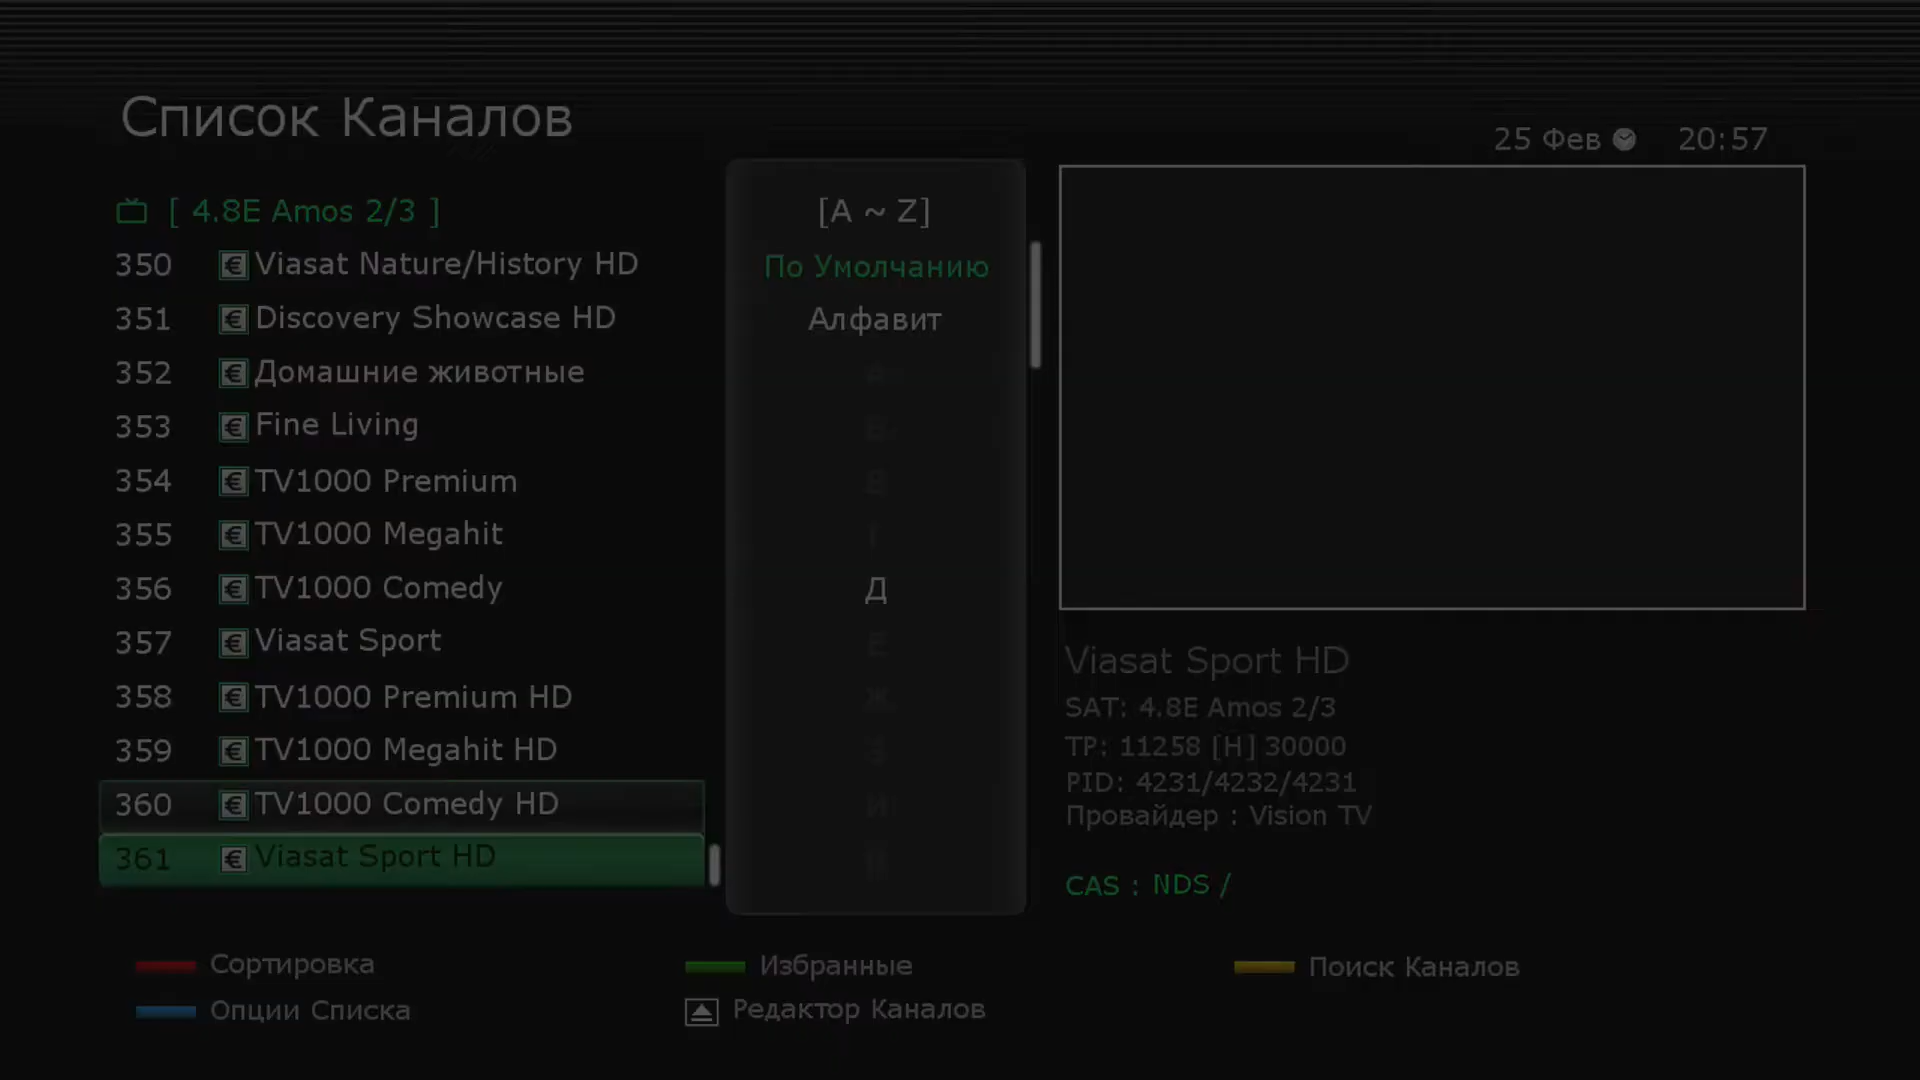 Список Каналов
25 Фев 20:57
[ 4.8E Amos 2/3 ]
350 € Viasat Nature/History HD
351 € Discovery Showcase HD
352 € Домашние животные
353 € Fine Living
354 € TV1000 Premium
355 € TV1000 Megahit
356 € TV1000 Comedy
357 € Viasat Sport
358 € TV1000 Premium HD
359 € TV1000 Megahit HD
360 € TV1000 Comedy HD
361 € Viasat Sport HD
[A ~ Z]
По Умолчанию
Алфавит
Д
Е
Ж
З
И
Viasat Sport HD
SAT: 4.8E Amos 2/3
TP: 11258 [H] 30000
PID: 4231/4232/4231
Провайдер : Vision TV
CAS : NDS /
Сортировка
Избранные
Поиск Каналов
Опции Списка
Редактор Каналов